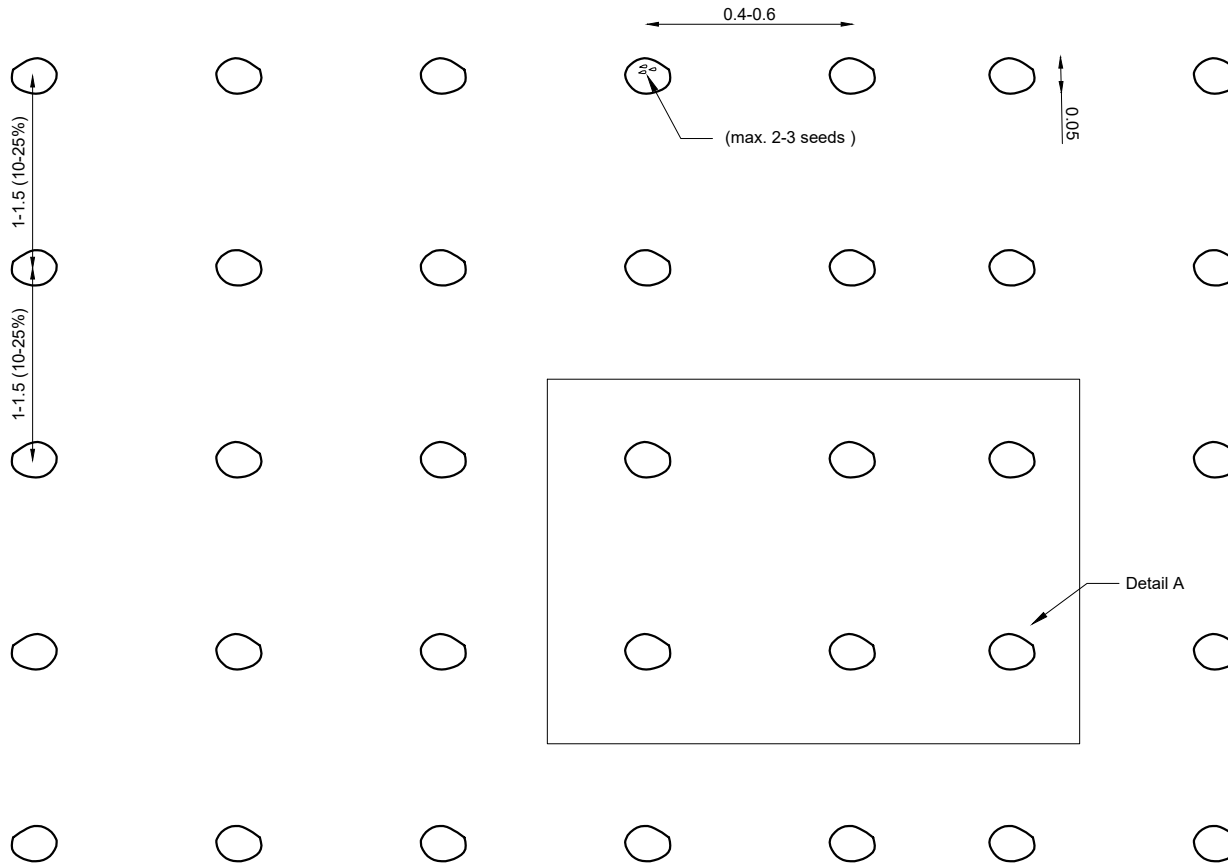 0.4-0.6
0.05
(max. 2-3 seeds )
1-1.5 (10-25%)
1-1.5 (10-25%)
Detail A